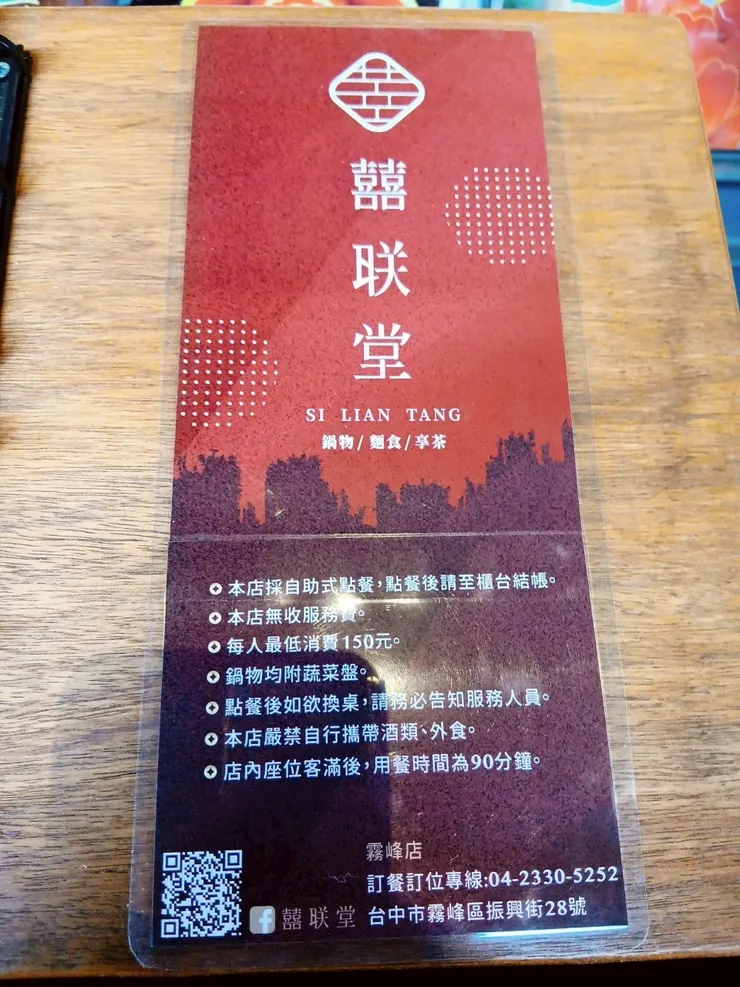 囍
联
堂
SI LIAN TANG
鍋物/麵食/享茶
本店採自助式點餐,點餐後請至櫃台結帳。
本店無收服務費。
每人最低消費150元。
鍋物均附蔬菜盤。
點餐後如欲換桌,請務必告知服務人員。
本店嚴禁自行攜帶酒類、外食。
店內座位客滿後,用餐時間為90分鐘。
霧峰店
訂餐訂位專線:04-2330-5252
囍联堂 台中市霧峰區振興街28號